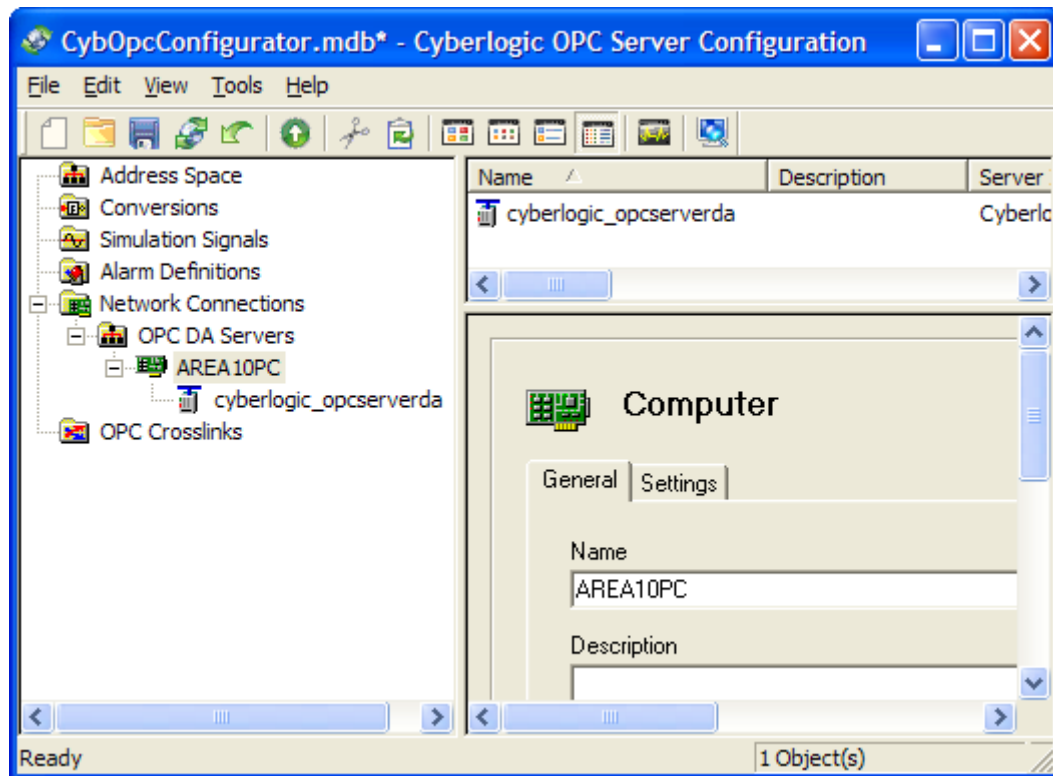 CybOpcConfigurator.mdb* - Cyberlogic OPC Server Configuration
File Edit View Tools Help
Address Space
Conversions
Simulation Signals
Alarm Definitions
Network Connections
OPC DA Servers
AREA10PC
cyberlogic_opcserverda
OPC Crosslinks
Name Description Server
cyberlogic_opcserverda Cyberlo
Computer
General Settings
Name
AREA10PC
Description
Ready 1 Object(s)